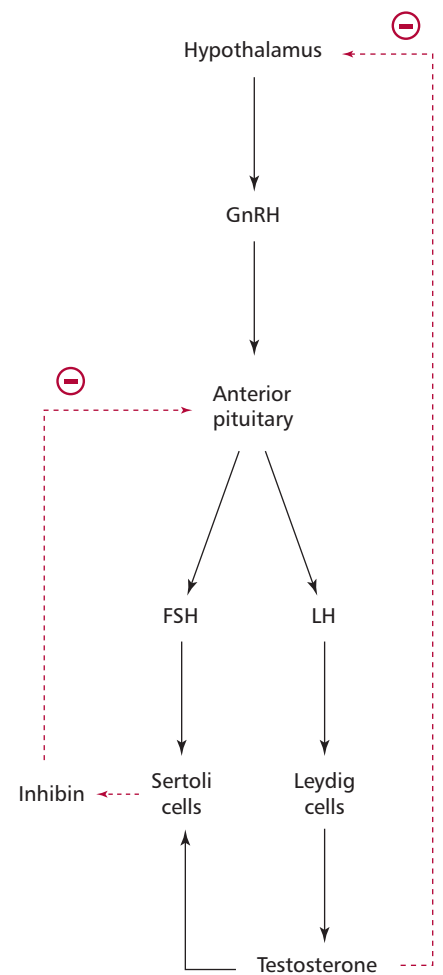 Hypothalamus
GnRH
Anterior
pituitary
FSH
LH
Inhibin
Sertoli
cells
Leydig
cells
Testosterone